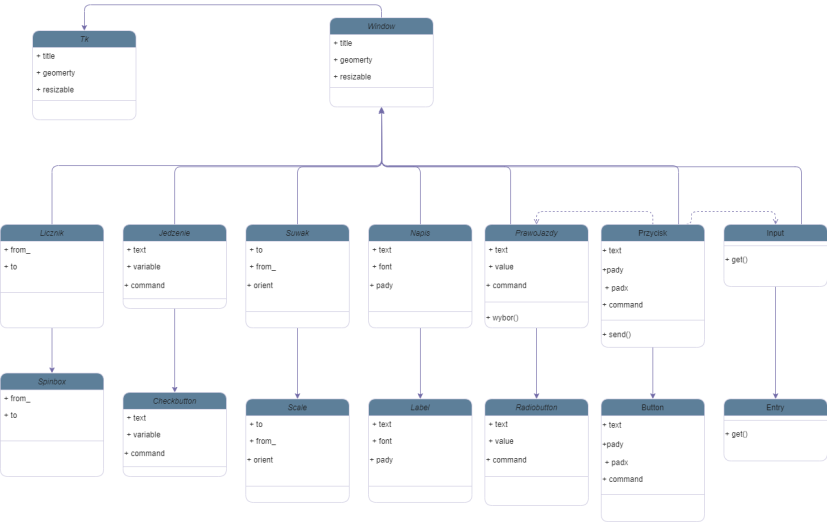 Tk
+ title
+ geomerty
+ resizable
Window
+ title
+ geomerty
+ resizable
Licznik
+ from_
+ to
Jedzenie
+ text
+ variable
+ command
Suwak
+ to
+ from_
+ orient
Napis
+ text
+ font
+ pady
PrawoJazdy
+ text
+ value
+ command
+ wybor()
Przycisk
+ text
+pady
+ padx
+ command
+ send()
Input
+ get()
Spinbox
+ from_
+ to
Checkbutton
+ text
+ variable
+ command
Scale
+ to
+ from_
+ orient
Label
+ text
+ font
+ pady
Radiobutton
+ text
+ value
+ command
Button
+ text
+pady
+ padx
+ command
Entry
+ get()